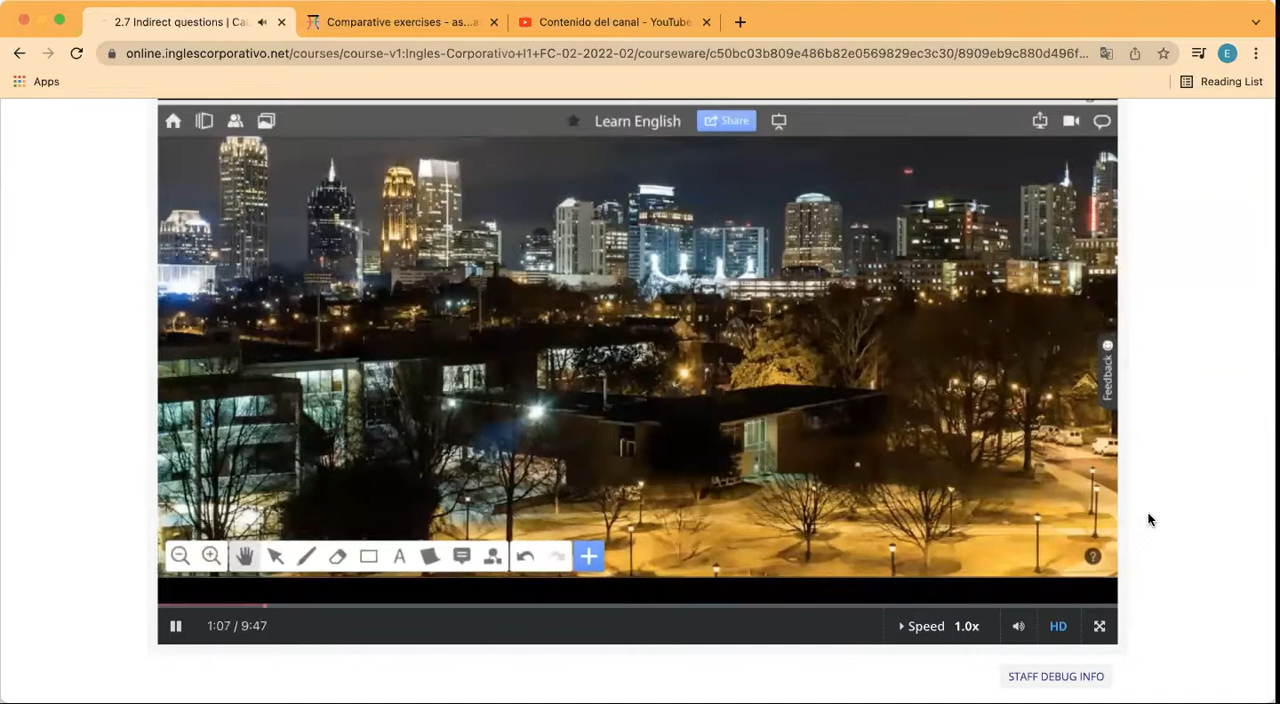 2.7 Indirect questions | Ca
Comparative exercises - as...a
Contenido del canal - YouTube
online.inglescorporativo.net/courses/course-v1:Ingles-Corporativo+I1+FC-02-2022-02/courseware/c50bc03b809e486b82e0569829ec3c30/8909eb9c880d496f...
E
Apps
Reading List
Learn English
Share
Feedback
A
?
1:07 / 9:47
Speed 1.0x
HD
STAFF DEBUG INFO